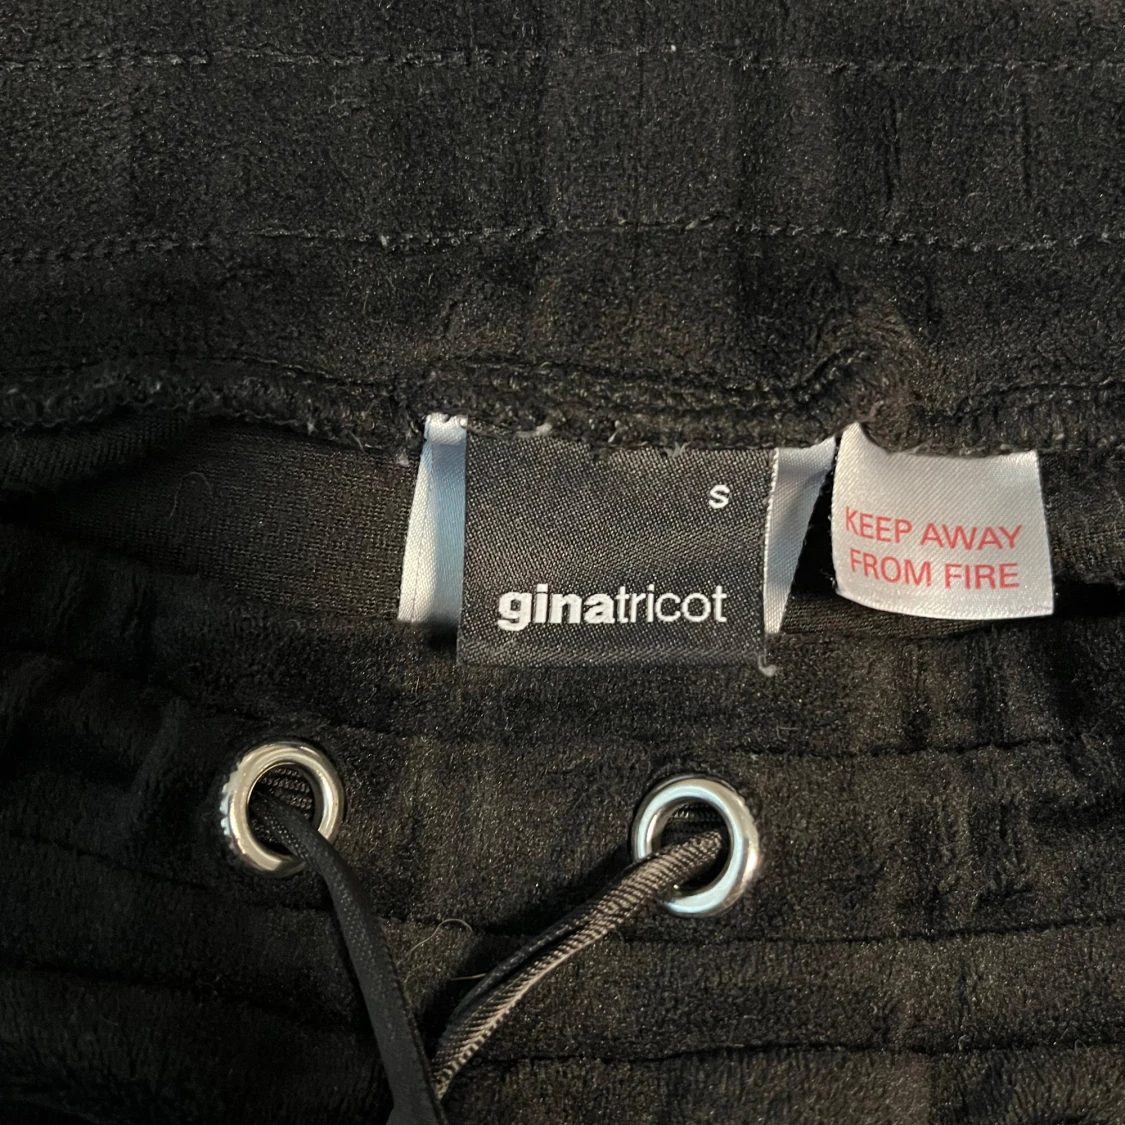 s
ginatricot
KEEP AWAY
FROM FIRE